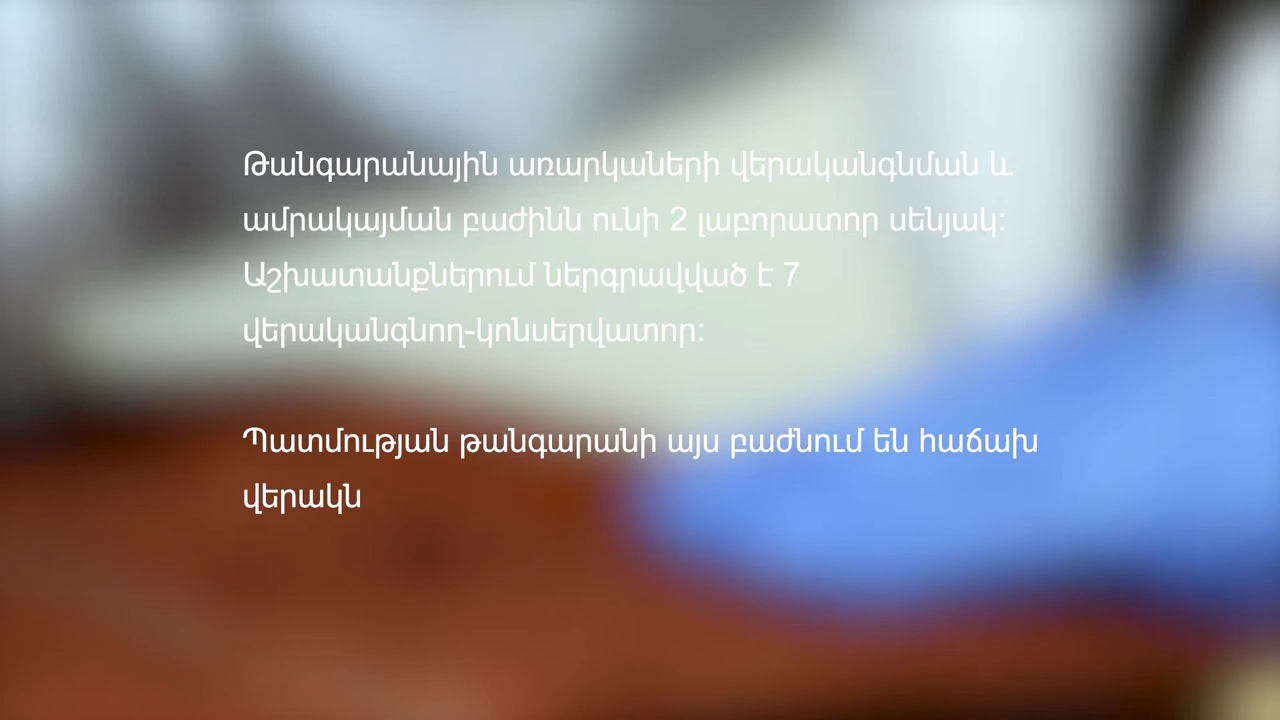 Թանգարանային առարկաների վերականգնման և
ամրակայման բաժինն ունի 2 լաբորատոր սենյակ:
Աշխատանքներում ներգրավված է 7
վերականգնող-կոնսերվատոր:
Պատմության թանգարանի այս բաժնում են հաճախ
վերակն